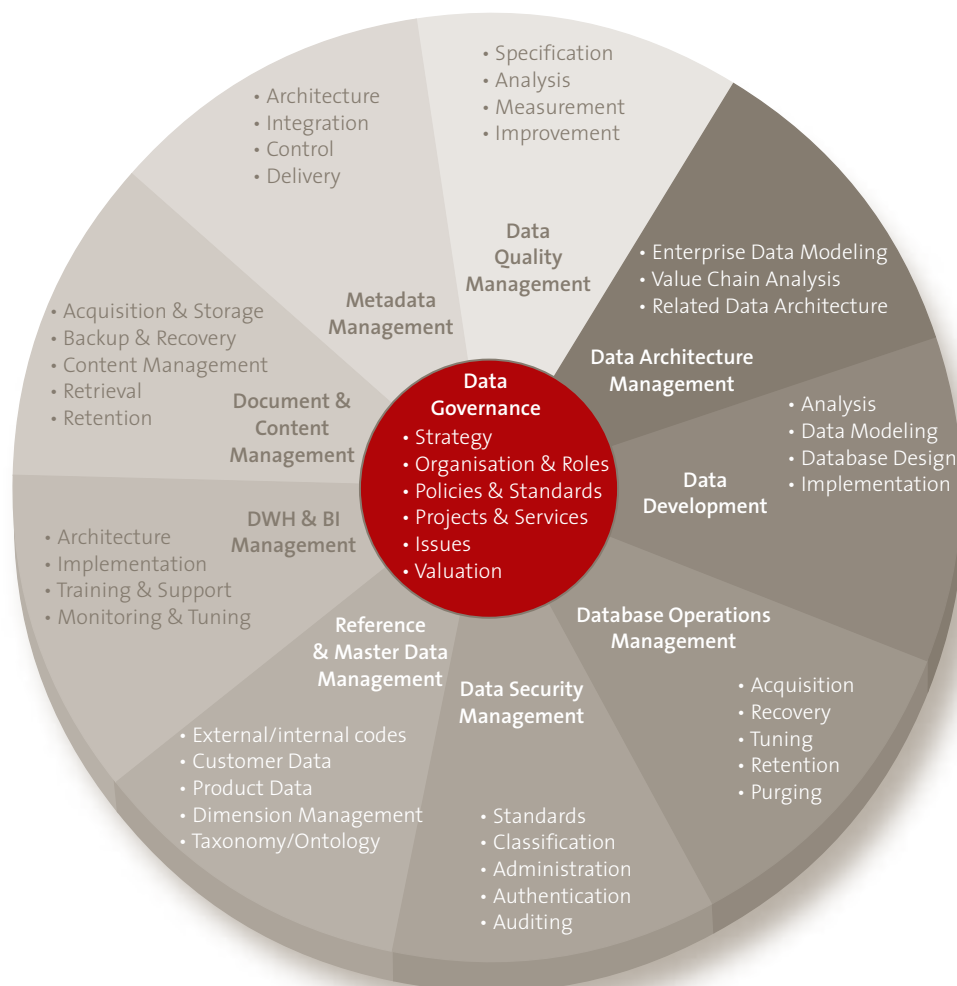 • Specification
• Analysis
• Measurement
• Improvement
Data
Quality
Management
• Enterprise Data Modeling
• Value Chain Analysis
• Related Data Architecture
Data Architecture
Management
• Analysis
• Data Modeling
• Database Design
• Implementation
Data
Development
Database Operations
Management
• Acquisition
• Recovery
• Tuning
• Retention
• Purging
Data Security
Management
• Standards
• Classification
• Administration
• Authentication
• Auditing
Reference
& Master Data
Management
• External/internal codes
• Customer Data
• Product Data
• Dimension Management
• Taxonomy/Ontology
DWH & BI
Management
• Architecture
• Implementation
• Training & Support
• Monitoring & Tuning
• Acquisition & Storage
• Backup & Recovery
• Content Management
• Retrieval
• Retention
Document &
Content
Management
• Architecture
• Integration
• Control
• Delivery
Metadata
Management
Data
Governance
• Strategy
• Organisation & Roles
• Policies & Standards
• Projects & Services
• Issues
• Valuation